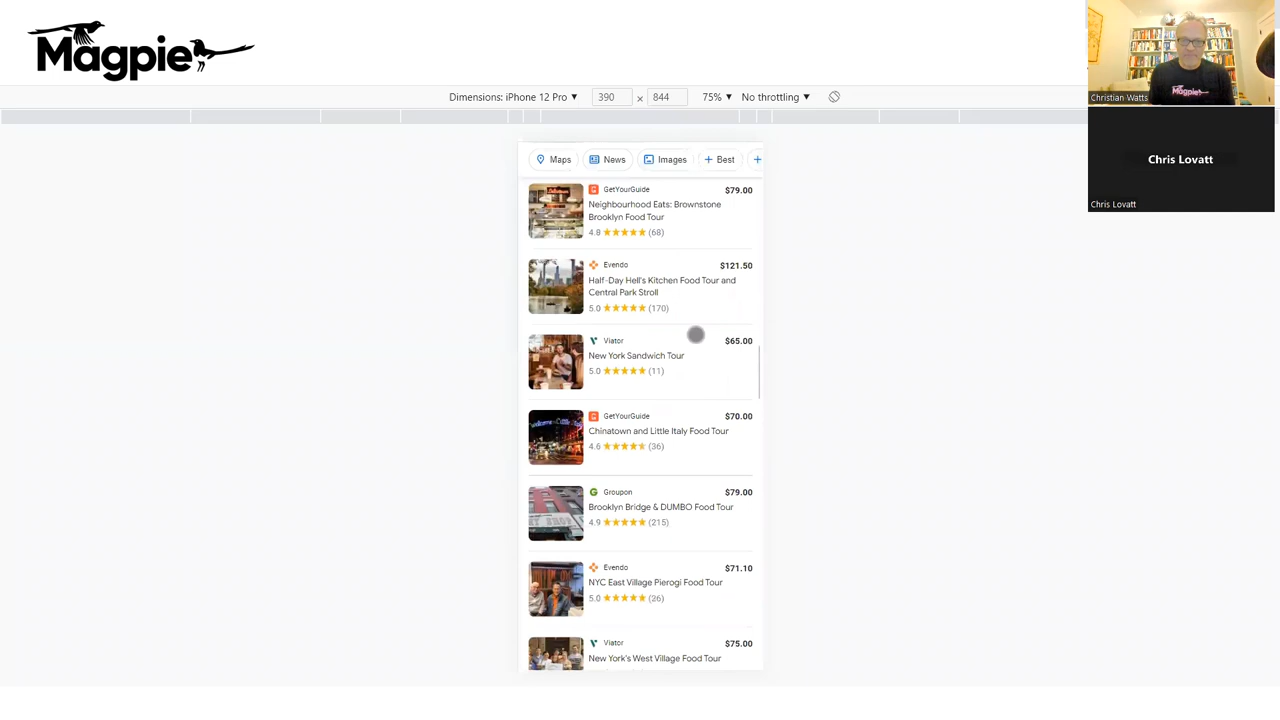 Magpie
Dimensions: iPhone 12 Pro ▼ 390 × 844 75% ▼ No throttling ▼
Maps News Images + Best +
GetYourGuide $79.00
Neighbourhood Eats: Brownstone
Brooklyn Food Tour
4.8 ★★★★★ (68)
Evendo $121.50
Half-Day Hell's Kitchen Food Tour and
Central Park Stroll
5.0 ★★★★★ (170)
Viator $65.00
New York Sandwich Tour
5.0 ★★★★★ (11)
GetYourGuide $70.00
Chinatown and Little Italy Food Tour
4.6 ★★★★★ (36)
Groupon $79.00
Brooklyn Bridge & DUMBO Food Tour
4.9 ★★★★★ (215)
Evendo $71.10
NYC East Village Pierogi Food Tour
5.0 ★★★★★ (26)
Viator $75.00
New York's West Village Food Tour
Magpie
Christian Watts
Chris Lovatt
Chris Lovatt